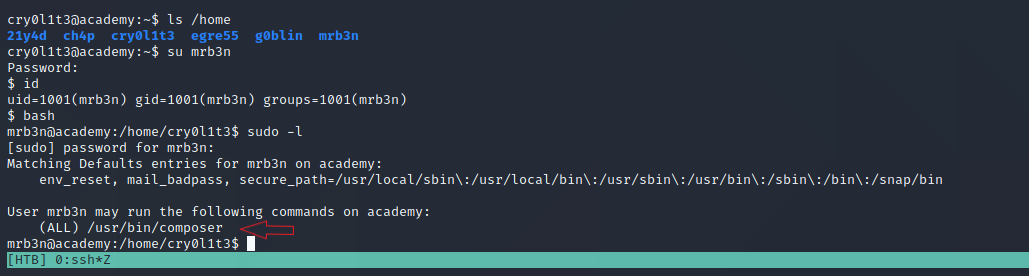 cry0l1t3@academy:~$ ls /home
21y4d  ch4p  cry0l1t3  egre55  g0blin  mrb3n
cry0l1t3@academy:~$ su mrb3n
Password:
$ id
uid=1001(mrb3n) gid=1001(mrb3n) groups=1001(mrb3n)
$ bash
mrb3n@academy:/home/cry0l1t3$ sudo -l
[sudo] password for mrb3n:
Matching Defaults entries for mrb3n on academy:
    env_reset, mail_badpass, secure_path=/usr/local/sbin\:/usr/local/bin\:/usr/sbin\:/usr/bin\:/sbin\:/bin\:/snap/bin
User mrb3n may run the following commands on academy:
    (ALL) /usr/bin/composer
mrb3n@academy:/home/cry0l1t3$
[HTB] 0:ssh*Z